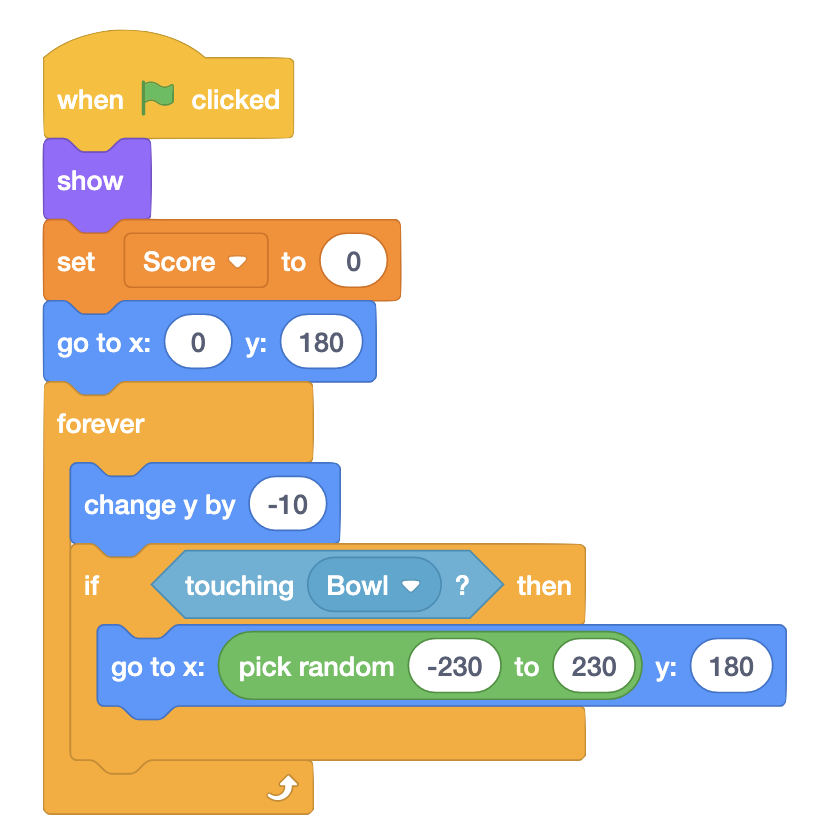 when clicked
show
set Score to 0
go to x: 0 y: 180
forever
change y by -10
if touching Bowl ? then
go to x: pick random -230 to 230 y: 180